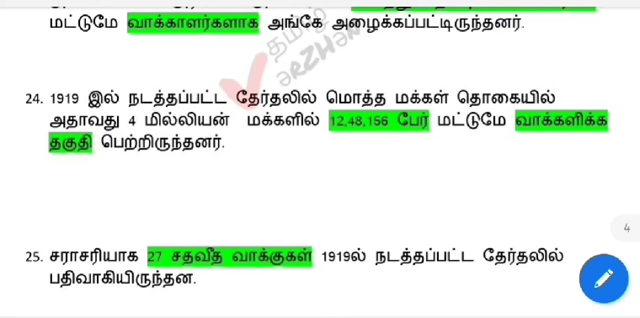 மட்டுமே வாக்காளர்களாக அங்கே அழைக்கப்பட்டிருந்தனர்.
தமிழ்
24. 1919 இல் நடத்தப்பட்ட தேர்தலில் மொத்த மக்கள் தொகையில்
அதாவது 4 மில்லியன் மக்களில் 12,48,156 பேர் மட்டுமே வாக்களிக்க
தகுதி பெற்றிருந்தனர்.
4
25. சராசரியாக 27 சதவீத வாக்குகள் 1919ல் நடத்தப்பட்ட தேர்தலில்
பதிவாகியிருந்தன.